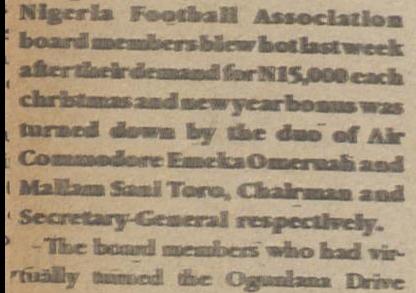 Nigeria Football Association
board members blew hot last week
after their demand for N15,000 each
christmas and new year bonus was
turned down by the duo of Air
Commodore Emeka Omeruah and
Mallam Sani Toro, Chairman and
Secretary-General respectively.
The board members who had vir-
tually turned the Ogunlana Drive